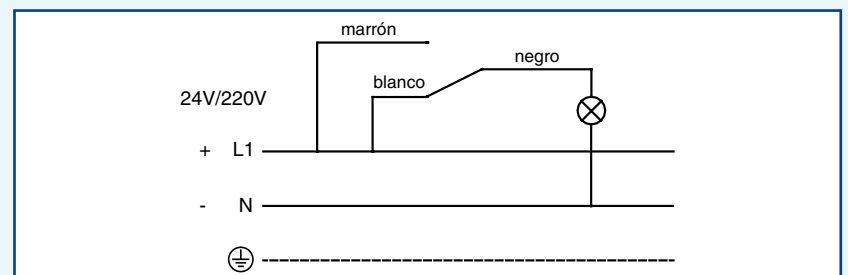 marrón
negro
blanco
24V/220V
+ L1
- N